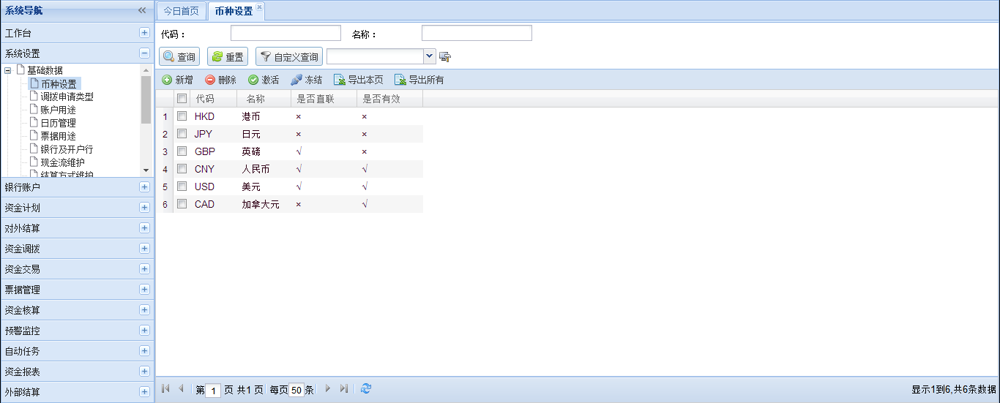 系统导航
工作台
系统设置
基础数据
币种设置
调拨申请类型
账户用途
日历管理
票据用途
银行及开户行
现金流维护
结算方式维护
银行账户
资金计划
对外结算
资金调拨
资金交易
票据管理
资金核算
预警监控
自动任务
资金报表
外部结算
今日首页 币种设置
代码： 名称：
查询 重置 自定义查询
新增 删除 激活 冻结 导出本页 导出所有
代码 名称 是否直联 是否有效
1 HKD 港币 × ×
2 JPY 日元 × ×
3 GBP 英磅 √ ×
4 CNY 人民币 √ √
5 USD 美元 √ √
6 CAD 加拿大元 × √
第 1 页 共1 页 每页 50 条 显示1到6,共6条数据